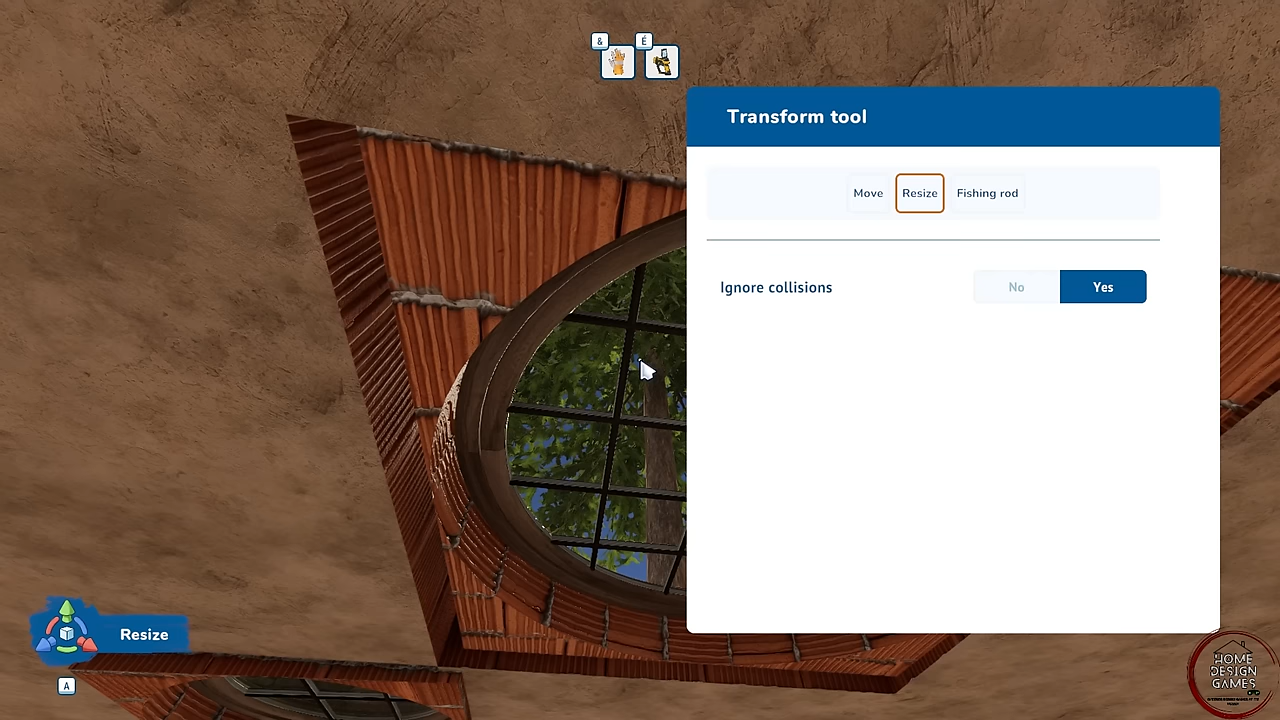 & É
Transform tool
Move Resize Fishing rod
Ignore collisions No Yes
Resize
A
HOME
DESIGN
GAMES